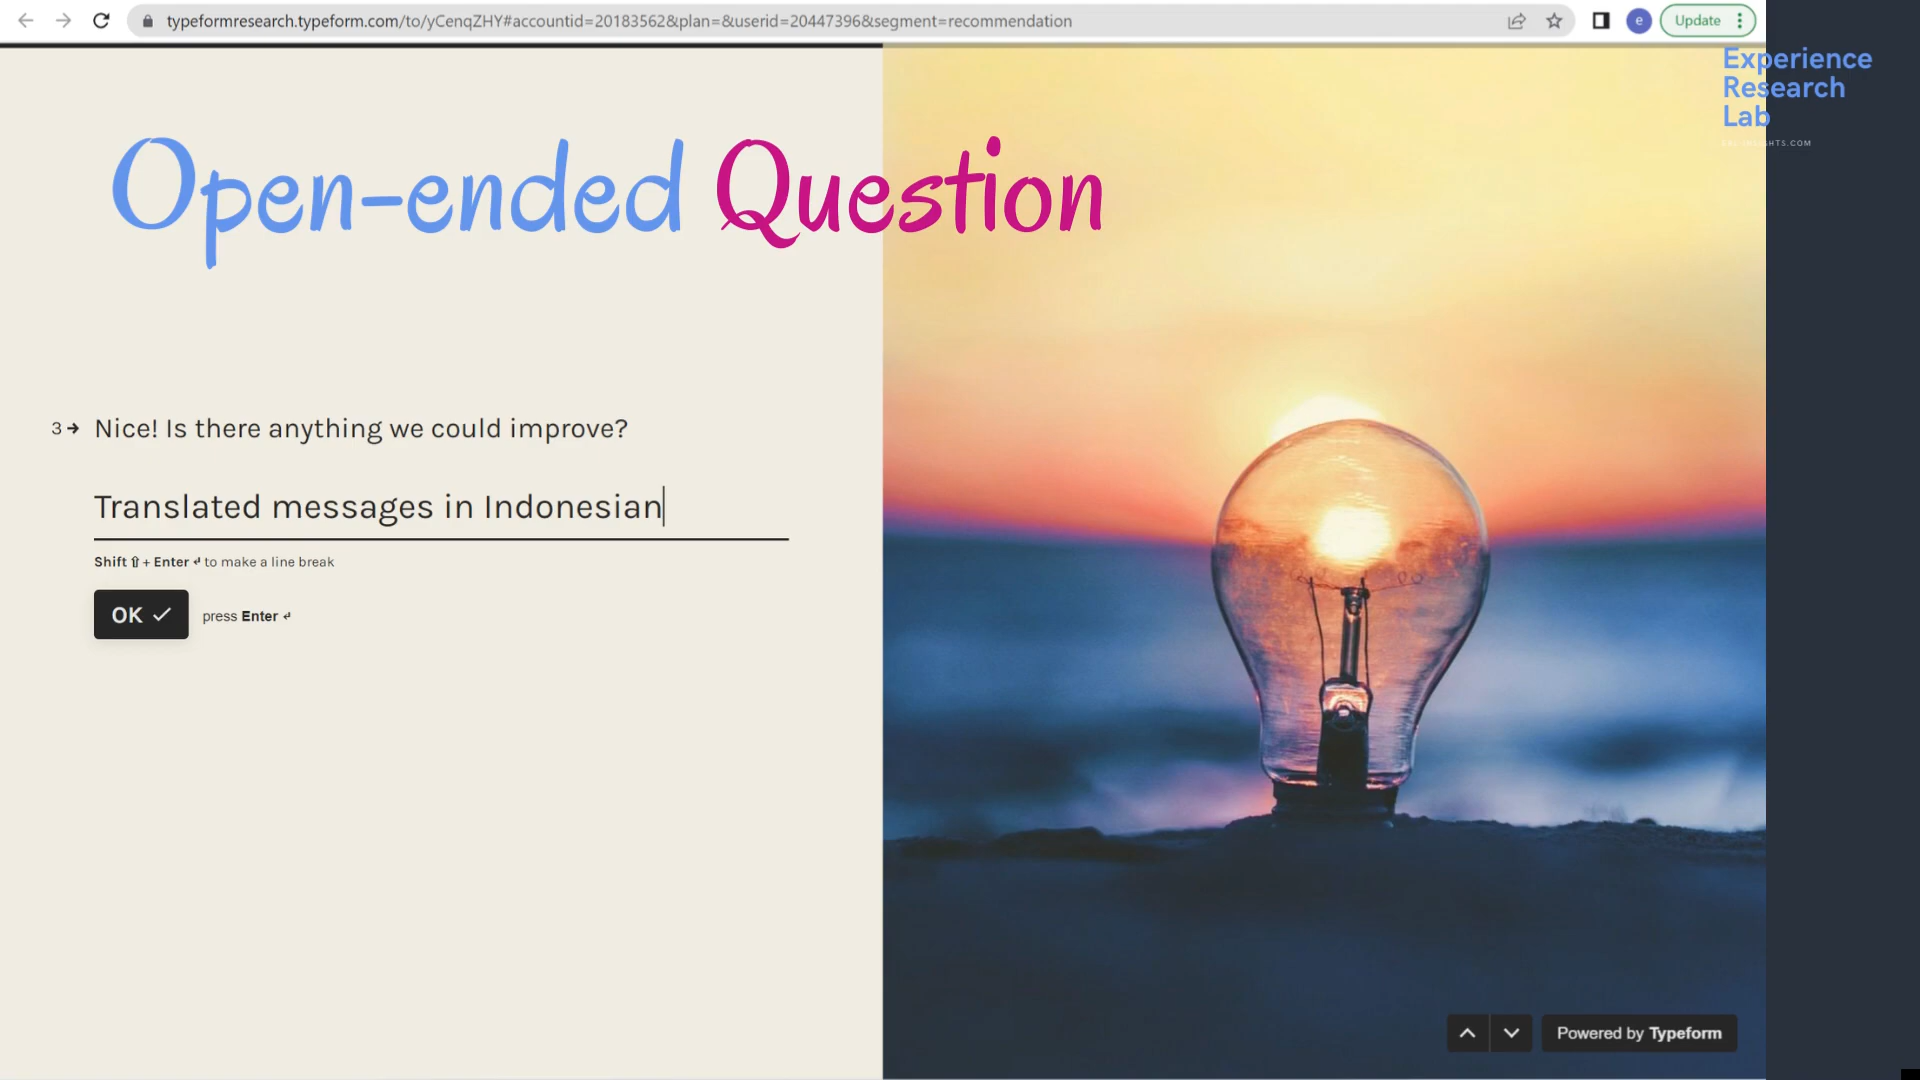 typeformresearch.typeform.com/to/yCenqZHY#accountid=20183562&plan=&userid=20447396&segment=recommendation
e
Update
Experience
Research
Lab
Open-ended Question
3 Nice! Is there anything we could improve?
Translated messages in Indonesian
Shift ⇧ + Enter ↵ to make a line break
OK ✓ press Enter ↵
Powered by Typeform